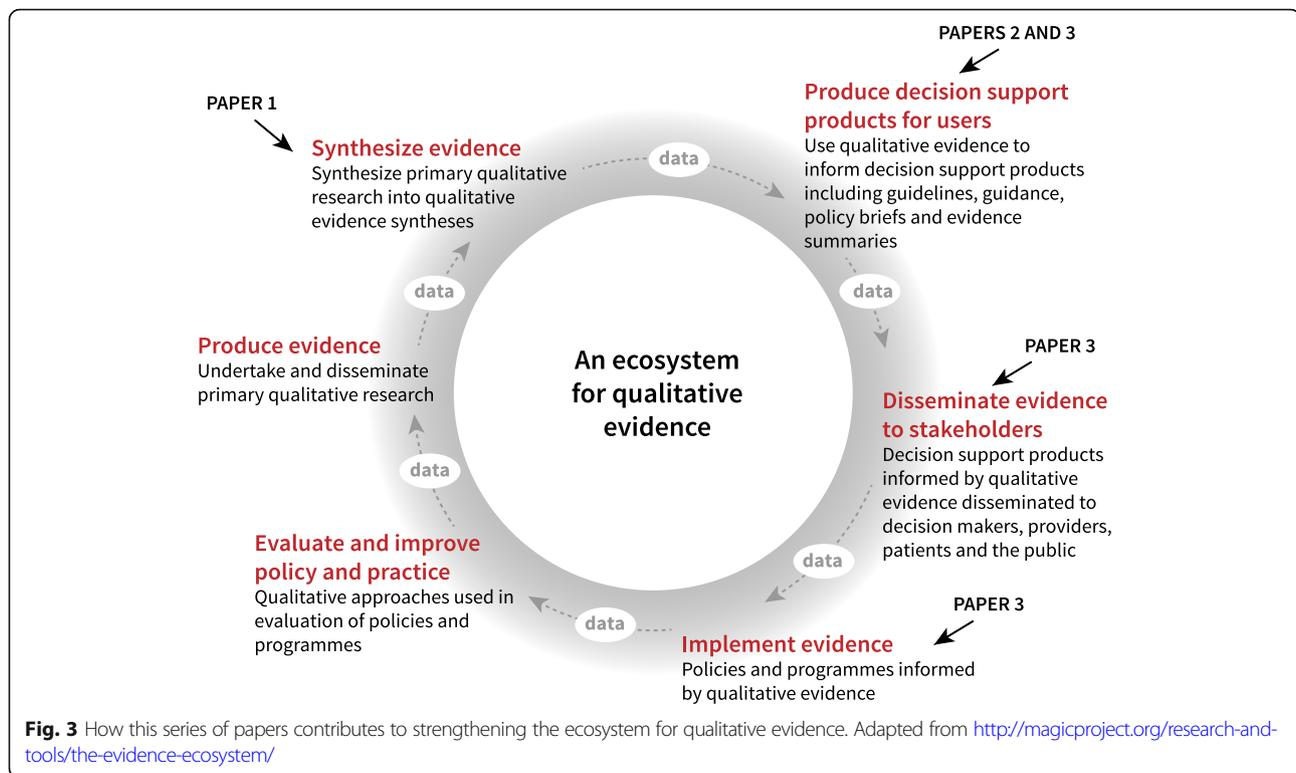 PAPERS 2 AND 3
Produce decision support
products for users
Use qualitative evidence to
inform decision support products
including guidelines, guidance,
policy briefs and evidence
summaries
PAPER 1
Synthesize evidence
Synthesize primary qualitative
research into qualitative
evidence syntheses
data
data
data
PAPER 3
Disseminate evidence
to stakeholders
Decision support products
informed by qualitative
evidence disseminated to
decision makers, providers,
patients and the public
Produce evidence
Undertake and disseminate
primary qualitative research
An ecosystem
for qualitative
evidence
data
data
data
Evaluate and improve
policy and practice
Qualitative approaches used in
evaluation of policies and
programmes
PAPER 3
Implement evidence
Policies and programmes informed
by qualitative evidence
Fig. 3 How this series of papers contributes to strengthening the ecosystem for qualitative evidence. Adapted from http://magicproject.org/research-and-
tools/the-evidence-ecosystem/